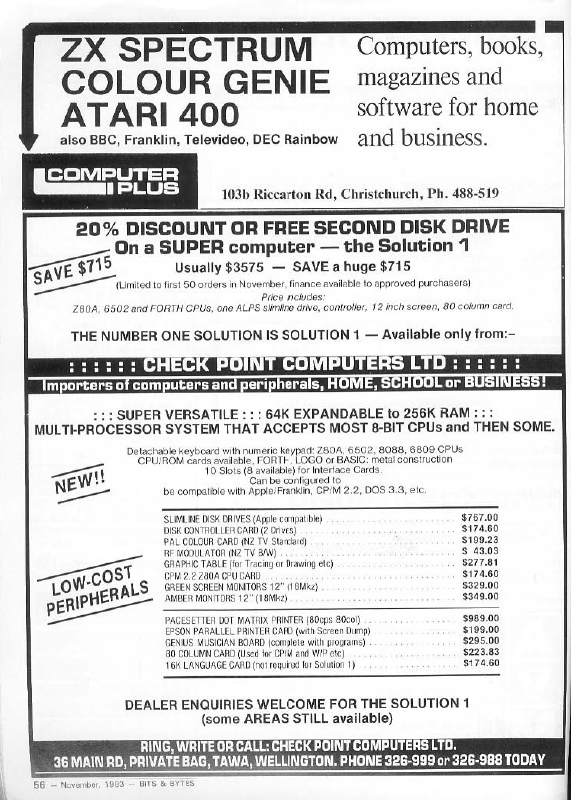 ZX SPECTRUM
COLOUR GENIE
ATARI 400
also BBC, Franklin, Televideo, DEC Rainbow
Computers, books,
magazines and
software for home
and business.
COMPUTER
PLUS
103b Riccarton Rd, Christchurch, Ph. 488-519
20% DISCOUNT OR FREE SECOND DISK DRIVE
On a SUPER computer — the Solution 1
SAVE $715
Usually $3575 — SAVE a huge $715
(Limited to first 50 orders in November, finance available to approved purchasers)
Price includes:
Z80A, 6502 and FORTH CPUs, one ALPS slimline drive, controller, 12 inch screen, 80 column card.
THE NUMBER ONE SOLUTION IS SOLUTION 1 — Available only from:–
: : : : : : CHECK POINT COMPUTERS LTD : : : : : :
Importers of computers and peripherals, HOME, SCHOOL or BUSINESS!
: : : SUPER VERSATILE : : : 64K EXPANDABLE to 256K RAM : : :
MULTI-PROCESSOR SYSTEM THAT ACCEPTS MOST 8-BIT CPUs and THEN SOME.
Detachable keyboard with numeric keypad: Z80A, 6502, 8088, 6809 CPUs
CPU/ROM cards available, FORTH, LOGO or BASIC: metal construction
10 Slots (8 available) for Interface Cards.
Can be configured to
be compatible with Apple/Franklin, CP/M 2.2, DOS 3.3, etc.
NEW!!
SLIMLINE DISK DRIVES (Apple compatible) $767.00
DISK CONTROLLER CARD (2 Drives) $174.60
PAL COLOUR CARD (NZ TV Standard) $199.23
RF MODULATOR (NZ TV B/W) $ 43.03
GRAPHIC TABLE (for Tracing or Drawing etc) $277.81
CPM 2.2 Z80A CPU CARD $174.60
GREEN SCREEN MONITORS 12" (18Mkz) $329.00
AMBER MONITORS 12" (18Mkz) $349.00
LOW-COST
PERIPHERALS
PACESETTER DOT MATRIX PRINTER (80cps 80col) $989.00
EPSON PARALLEL PRINTER CARD (with Screen Dump) $199.00
GENIUS MUSICIAN BOARD (complete with programs) $295.00
80 COLUMN CARD (Used for CPIM and W/P etc) $223.83
16K LANGUAGE CARD (not required for Solution 1) $174.60
DEALER ENQUIRIES WELCOME FOR THE SOLUTION 1
(some AREAS STILL available)
RING, WRITE OR CALL: CHECK POINT COMPUTERS LTD.
36 MAIN RD, PRIVATE BAG, TAWA, WELLINGTON. PHONE 326-999 or 326-988 TODAY
56 – November, 1983 – BITS & BYTES